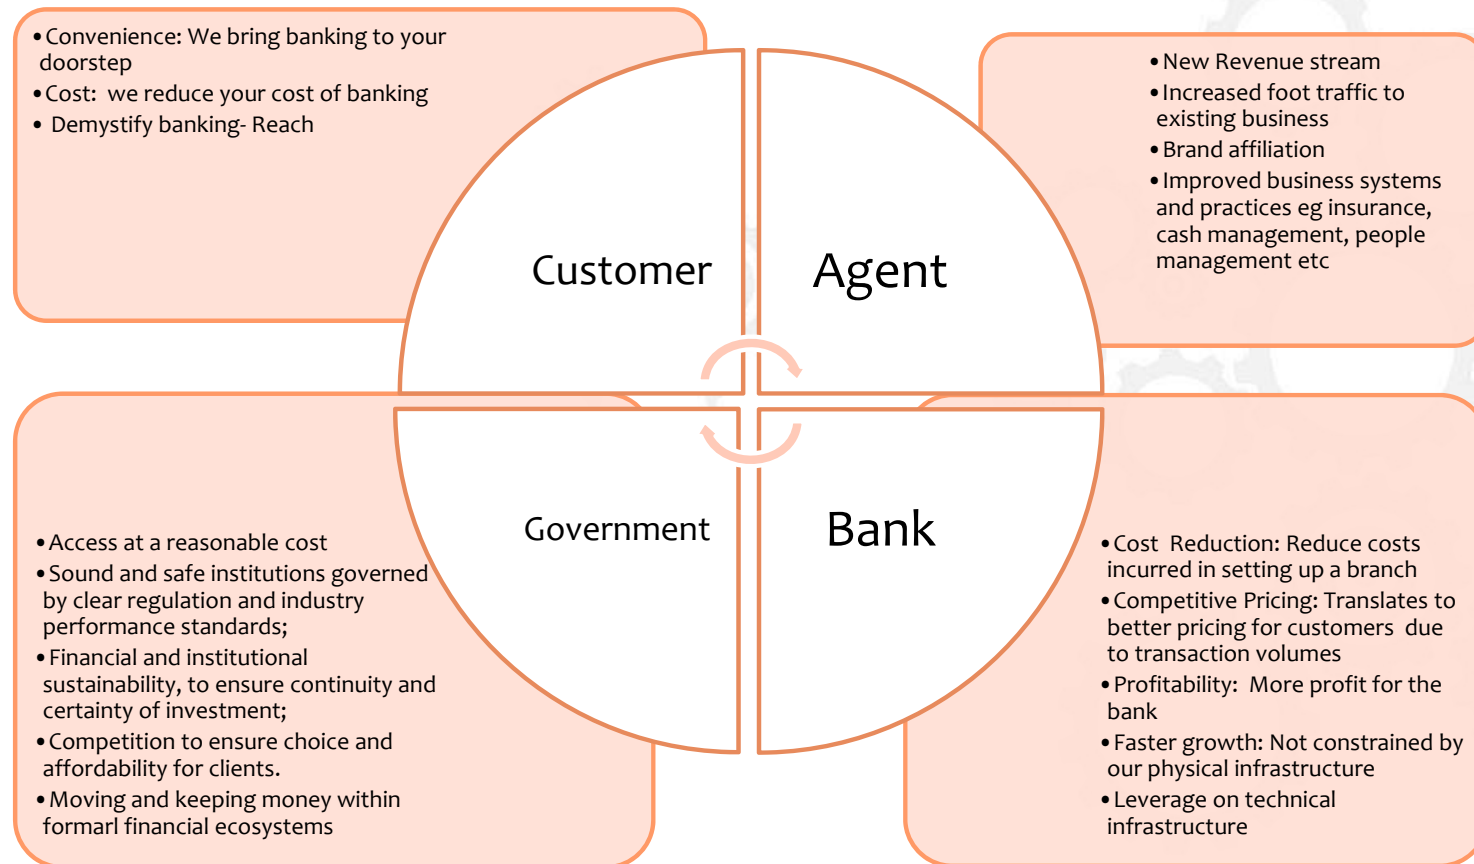 •Convenience: We bring banking to your
doorstep
•Cost: we reduce your cost of banking
• Demystify banking- Reach
Customer
•New Revenue stream
•Increased foot traffic to
existing business
•Brand affiliation
•Improved business systems
and practices eg insurance,
cash management, people
management etc
Agent
•Access at a reasonable cost
•Sound and safe institutions governed
by clear regulation and industry
performance standards;
•Financial and institutional
sustainability, to ensure continuity and
certainty of investment;
•Competition to ensure choice and
affordability for clients.
•Moving and keeping money within
formarl financial ecosystems
Government
Bank
•Cost Reduction: Reduce costs
incurred in setting up a branch
•Competitive Pricing: Translates to
better pricing for customers due
to transaction volumes
•Profitability: More profit for the
bank
•Faster growth: Not constrained by
our physical infrastructure
•Leverage on technical
infrastructure